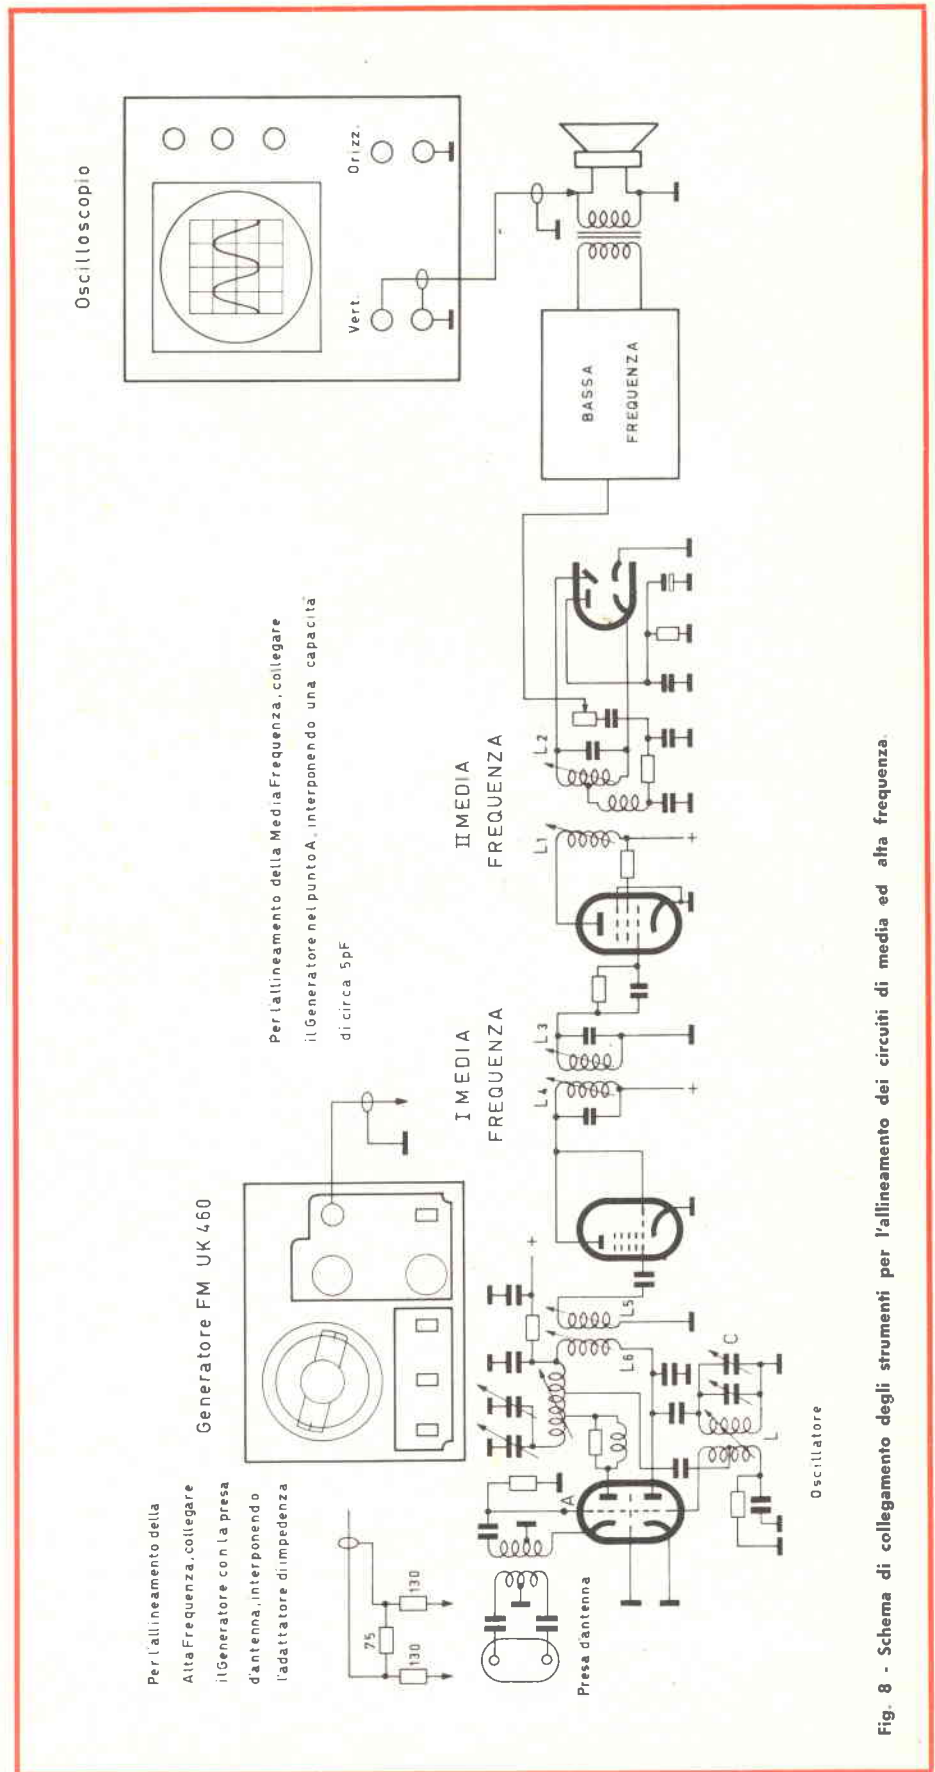 Oscilloscopio
Vert.
Orizz.
Generatore FM UK 460
Per l'allineamento della
Alta Frequenza, collegare
il Generatore con la presa
d'antenna, interponendo
l'adattatore di impedenza
75
130
130
Per l'allineamento della Media Frequenza, collegare
il Generatore nel punto A, interponendo una capacita'
di circa 5pF
I MEDIA
FREQUENZA
II MEDIA
FREQUENZA
BASSA
FREQUENZA
Presa d'antenna
A
L6
L5
L4
L3
L1
L2
+
+
+
C
L
Oscillatore
Fig. 8 - Schema di collegamento degli strumenti per l'allineamento dei circuiti di media ed alta frequenza.